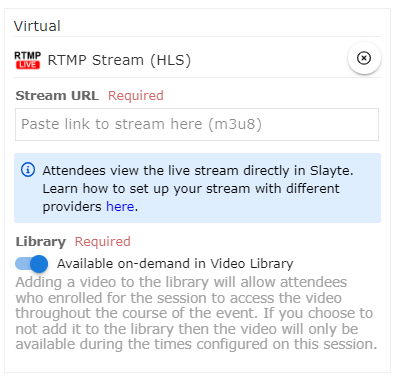 Virtual
RTMP LIVE RTMP Stream (HLS)
Stream URL Required
Paste link to stream here (m3u8)
Attendees view the live stream directly in Slayte.
Learn how to set up your stream with different
providers here.
Library Required
Available on-demand in Video Library
Adding a video to the library will allow attendees
who enrolled for the session to access the video
throughout the course of the event. If you choose to
not add it to the library then the video will only be
available during the times configured on this session.